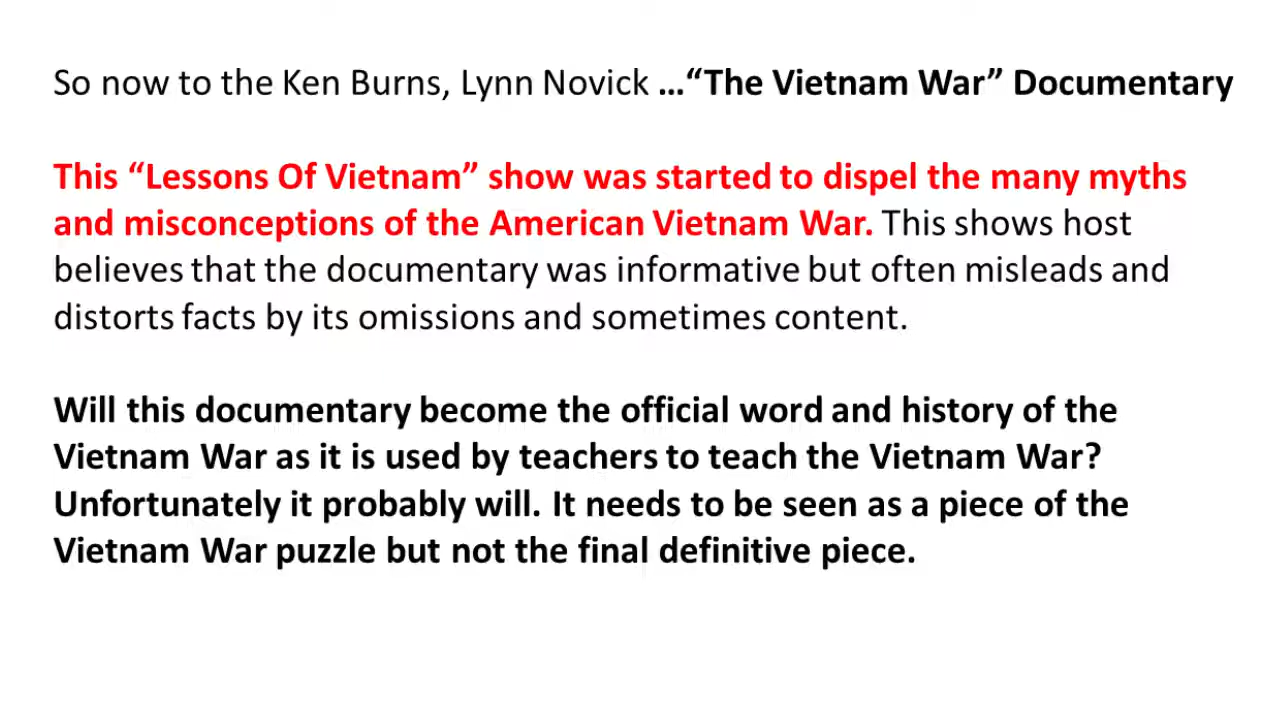 So now to the Ken Burns, Lynn Novick ...“The Vietnam War” Documentary
This “Lessons Of Vietnam” show was started to dispel the many myths
and misconceptions of the American Vietnam War. This shows host
believes that the documentary was informative but often misleads and
distorts facts by its omissions and sometimes content.
Will this documentary become the official word and history of the
Vietnam War as it is used by teachers to teach the Vietnam War?
Unfortunately it probably will. It needs to be seen as a piece of the
Vietnam War puzzle but not the final definitive piece.